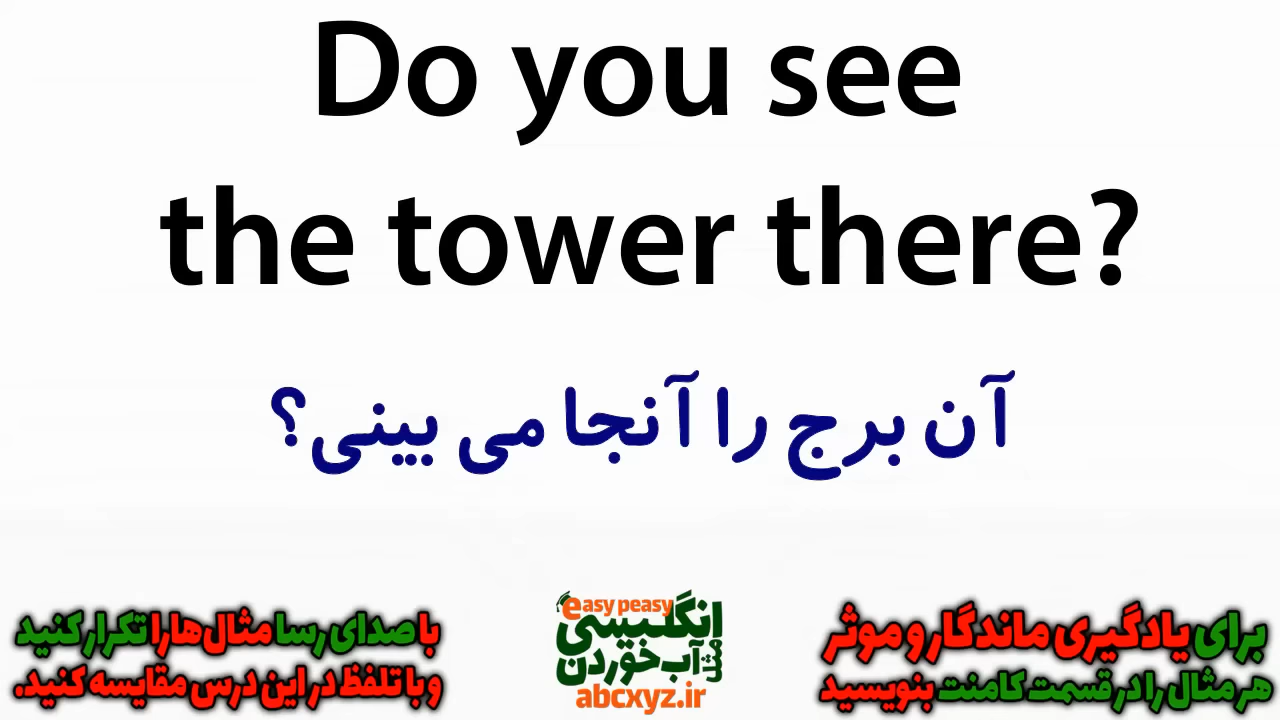 Do you see
the tower there?
آن برج را آنجا می بینی؟
برای یادگیری ماندگار و موثر
هر مثال را در قسمت کامنت بنویسید
easy peasy
انگلیسی
مثل آب خوردن
abcxyz.ir
با صدای رسا مثال‌ها را تکرار کنید
و با تلفظ در این درس مقایسه کنید.